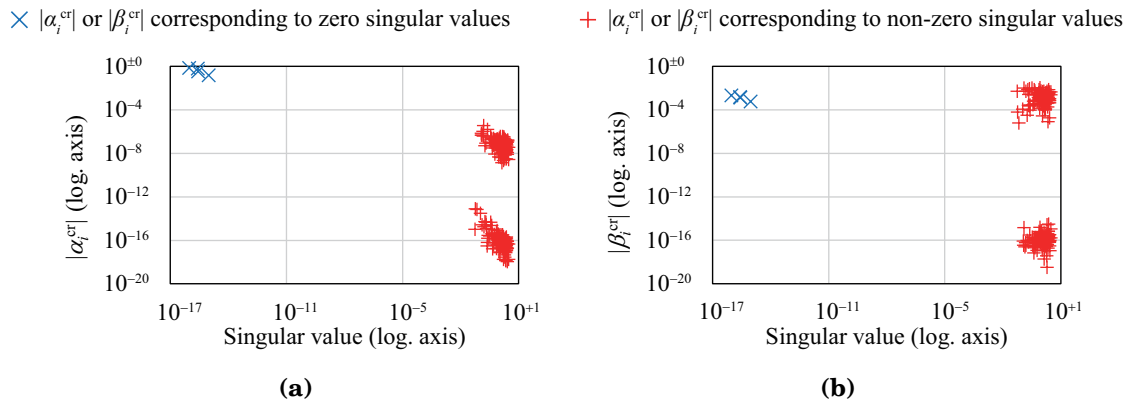 × |α_i^cr| or |β_i^cr| corresponding to zero singular values
+ |α_i^cr| or |β_i^cr| corresponding to non-zero singular values
|α_i^cr| (log. axis)
10^±0
10^−4
10^−8
10^−12
10^−16
10^−20
10^−17
10^−11
10^−5
10^+1
Singular value (log. axis)
(a)
|β_i^cr| (log. axis)
10^±0
10^−4
10^−8
10^−12
10^−16
10^−20
10^−17
10^−11
10^−5
10^+1
Singular value (log. axis)
(b)